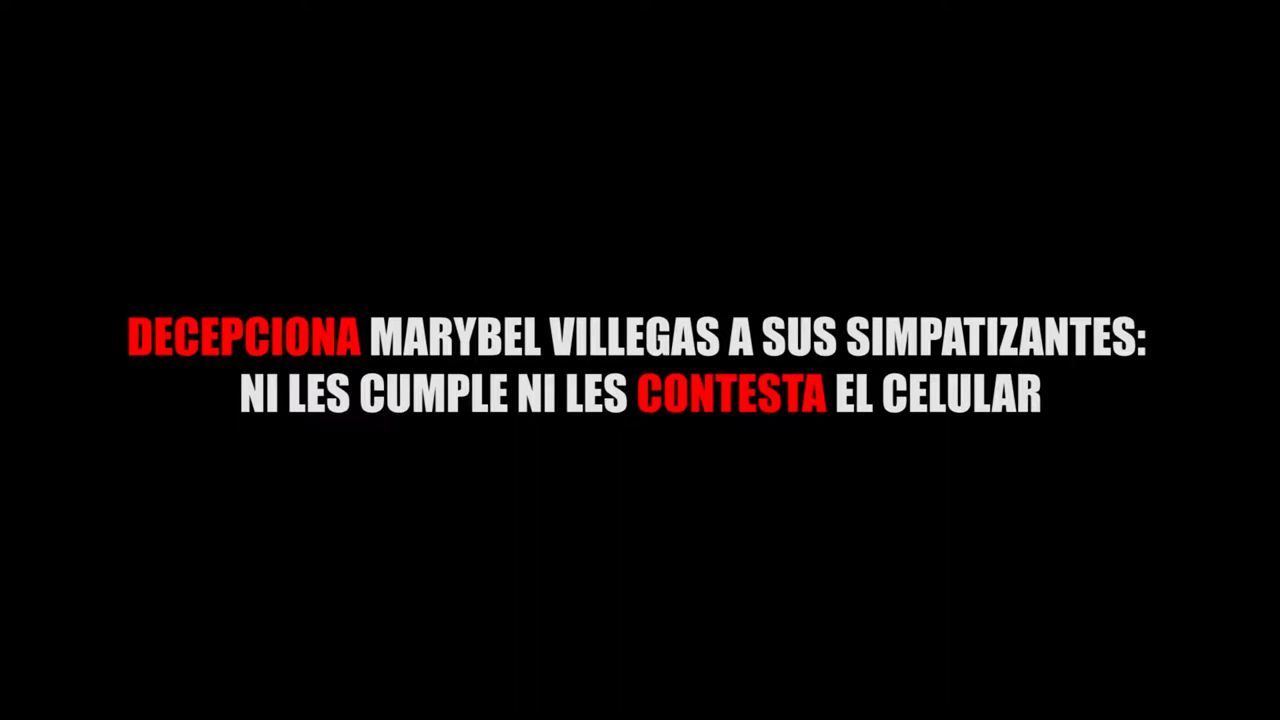 DECEPCIONA MARYBEL VILLEGAS A SUS SIMPATIZANTES:
NI LES CUMPLE NI LES CONTESTA EL CELULAR